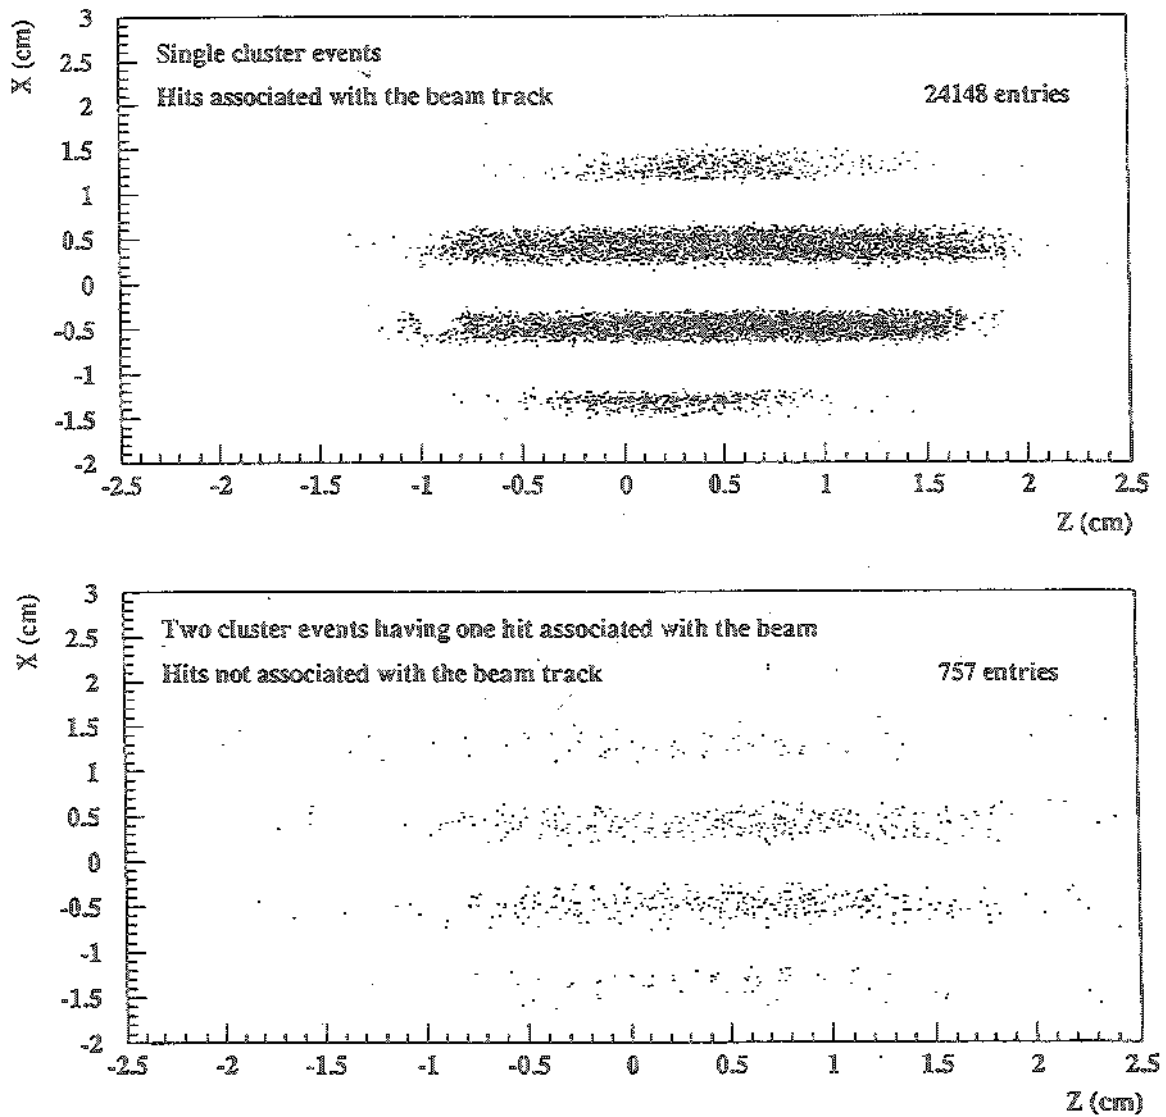 X (cm)
3
2.5
2
1.5
1
0.5
0
-0.5
-1
-1.5
-2
Single cluster events
Hits associated with the beam track
24148 entries
-2.5 -2 -1.5 -1 -0.5 0 0.5 1 1.5 2 2.5
Z (cm)
X (cm)
3
2.5
2
1.5
1
0.5
0
-0.5
-1
-1.5
-2
Two cluster events having one hit associated with the beam
Hits not associated with the beam track
757 entries
-2.5 -2 -1.5 -1 -0.5 0 0.5 1 1.5 2 2.5
Z (cm)